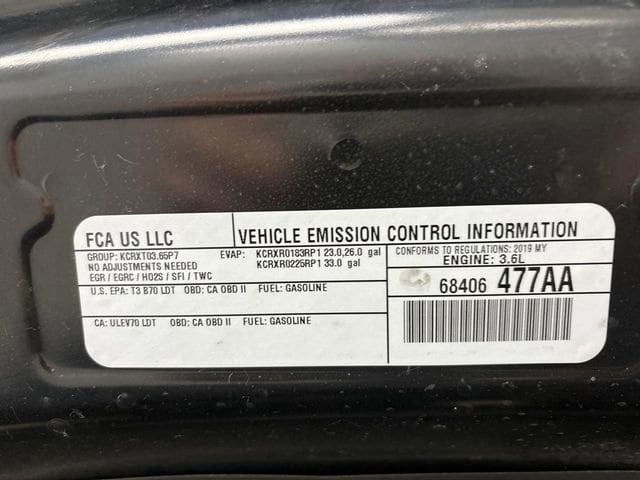 FCA US LLC
VEHICLE EMISSION CONTROL INFORMATION
GROUP: KCRXT03.65P7 EVAP: KCRXR0183RP1 23.0,26.0 gal
NO ADJUSTMENTS NEEDED KCRXR0225RP1 33.0 gal
EGR / EGRC / HO2S / SFI / TWC
CONFORMS TO REGULATIONS: 2019 MY
ENGINE: 3.6L
U.S. EPA: T3 B70 LDT OBD: CA OBD II FUEL: GASOLINE
68406 477AA
CA: ULEV70 LDT OBD: CA OBD II FUEL: GASOLINE